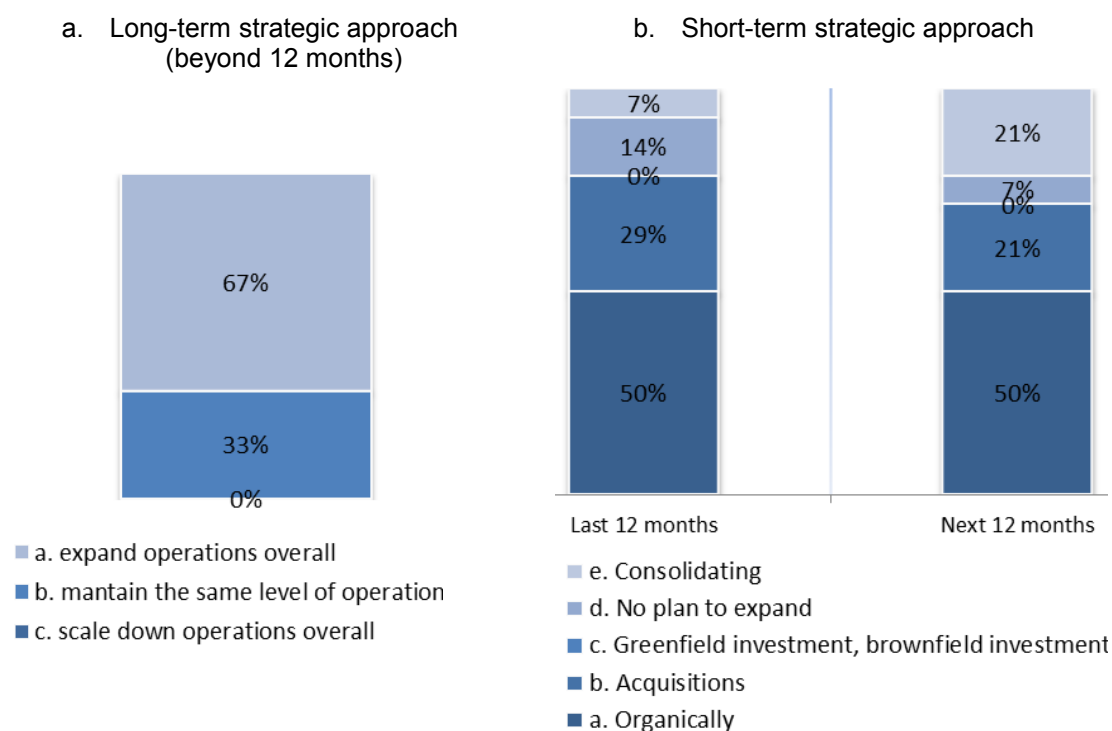 a. Long-term strategic approach
(beyond 12 months)
67%
33%
0%
a. expand operations overall
b. mantain the same level of operation
c. scale down operations overall
b. Short-term strategic approach
7%
14%
0%
29%
50%
21%
7%
0%
21%
50%
Last 12 months
Next 12 months
e. Consolidating
d. No plan to expand
c. Greenfield investment, brownfield investment
b. Acquisitions
a. Organically